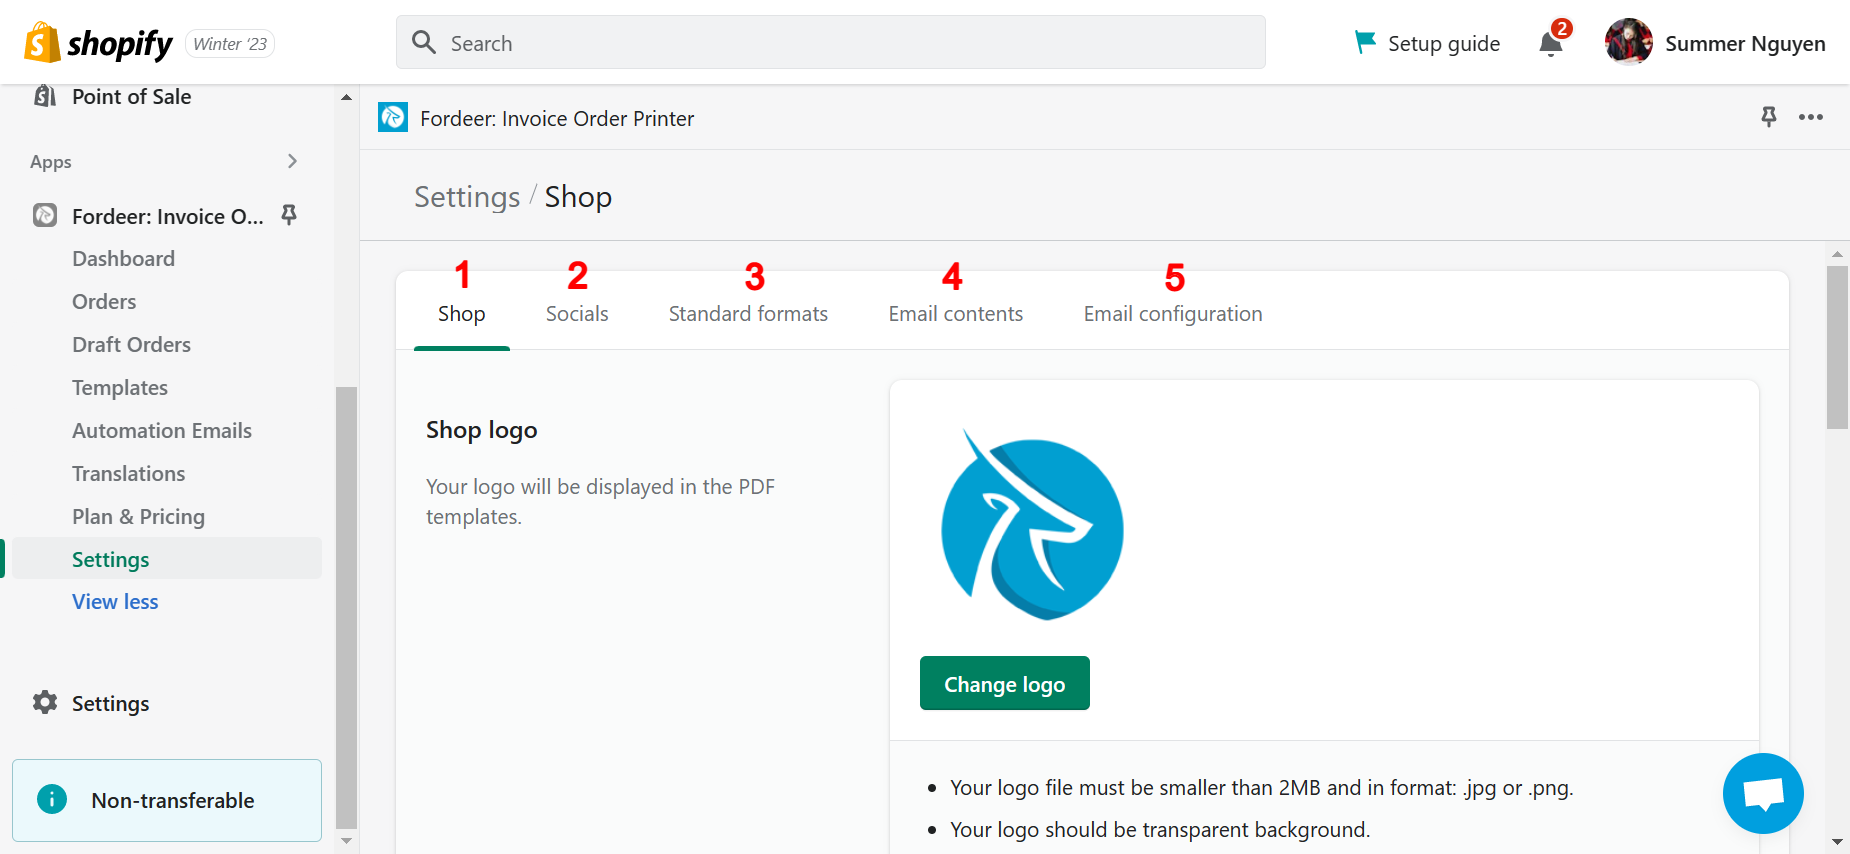 shopify
Winter ‘23
Search
Setup guide
2
Summer Nguyen
Point of Sale
Apps
Fordeer: Invoice O...
Dashboard
Orders
Draft Orders
Templates
Automation Emails
Translations
Plan & Pricing
Settings
View less
Settings
Non-transferable
Fordeer: Invoice Order Printer
Settings / Shop
1 2 3 4 5
Shop Socials Standard formats Email contents Email configuration
Shop logo
Your logo will be displayed in the PDF
templates.
Change logo
• Your logo file must be smaller than 2MB and in format: .jpg or .png.
• Your logo should be transparent background.